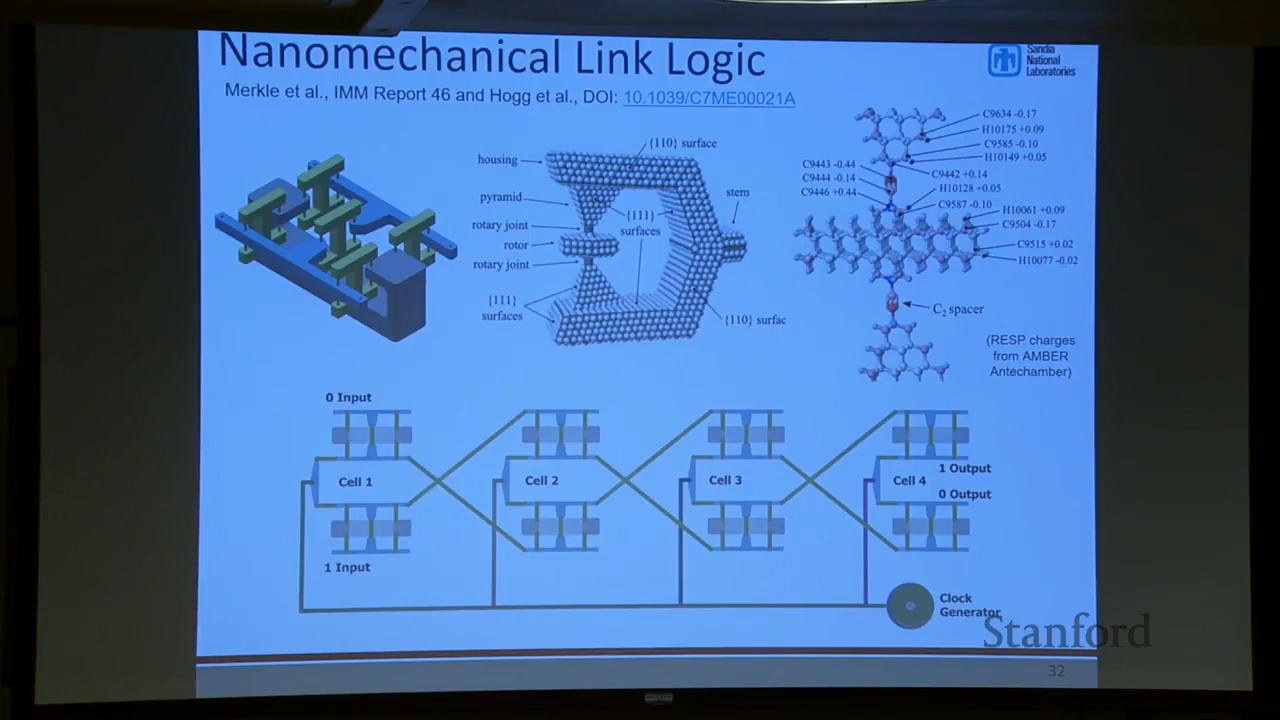 Nanomechanical Link Logic
Sandia
National
Laboratories
Merkle et al., IMM Report 46 and Hogg et al., DOI: 10.1039/C7ME00021A
housing
pyramid
rotary joint
rotor
rotary joint
{111}
surfaces
{110} surface
{111}
surfaces
stem
{110} surfac
C9634 -0.17
H10175 +0.09
C9585 -0.10
H10149 +0.05
C9443 -0.44
C9444 -0.14
C9446 +0.44
C9442 +0.14
H10128 +0.05
C9587 -0.10
H10061 +0.09
C9504 -0.17
C9515 +0.02
H10077 -0.02
C2 spacer
(RESP charges
from AMBER
Antechamber)
0 Input
Cell 1
Cell 2
Cell 3
Cell 4
1 Output
0 Output
1 Input
Clock
Generator
Stanford
32